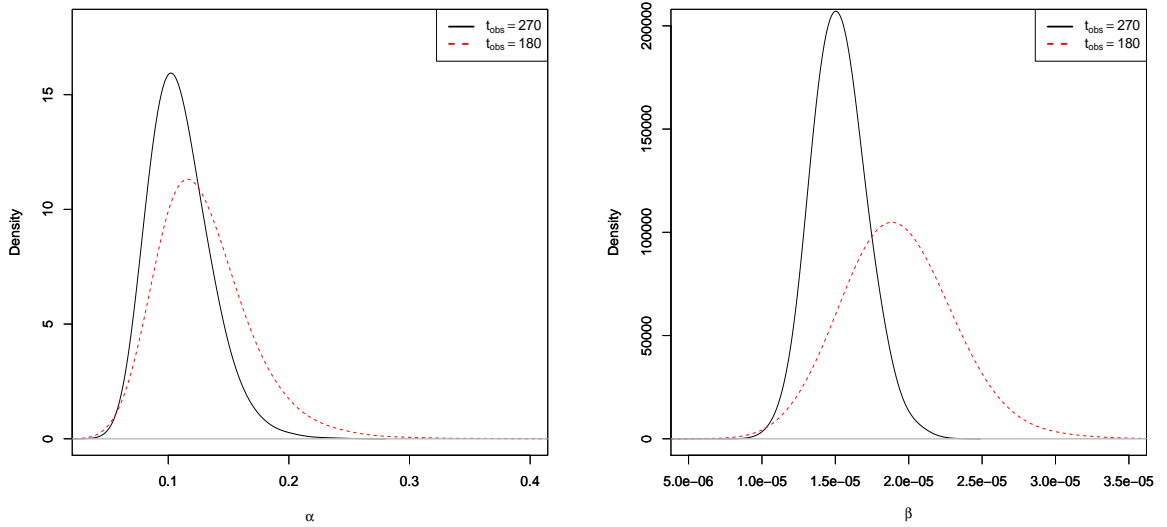 t_obs = 270
t_obs = 180
15
10
5
0
Density
0.1 0.2 0.3 0.4
α
t_obs = 270
t_obs = 180
200000
150000
100000
50000
0
Density
5.0e−06 1.0e−05 1.5e−05 2.0e−05 2.5e−05 3.0e−05 3.5e−05
β